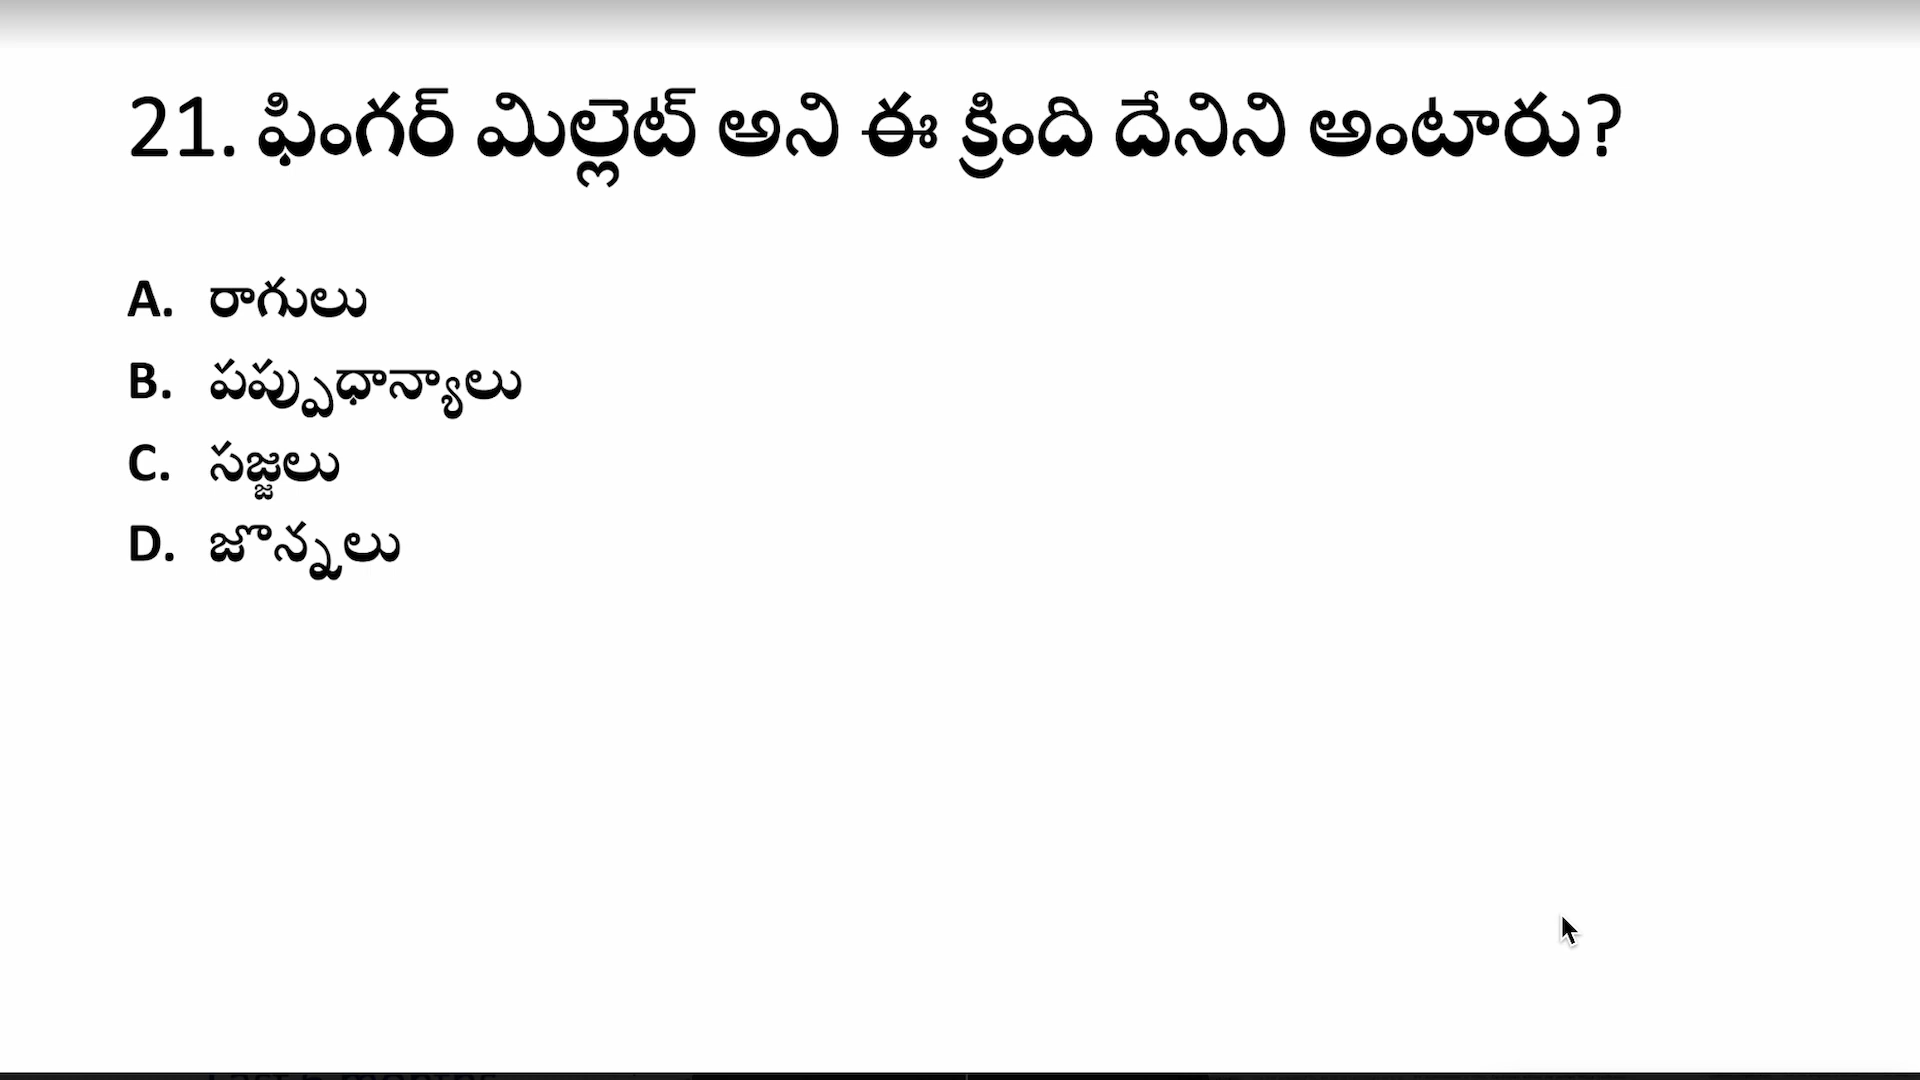 21. ఫింగర్ మిల్లెట్ అని ఈ క్రింది దేనిని అంటారు?
A. రాగులు
B. పప్పుధాన్యాలు
C. సజ్జలు
D. జొన్నలు